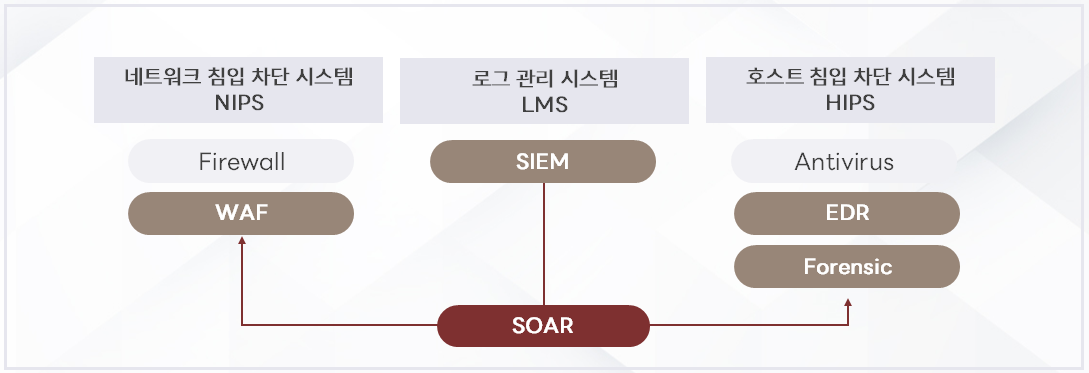 네트워크 침입 차단 시스템
NIPS
로그 관리 시스템
LMS
호스트 침입 차단 시스템
HIPS
Firewall
SIEM
Antivirus
WAF
EDR
Forensic
SOAR